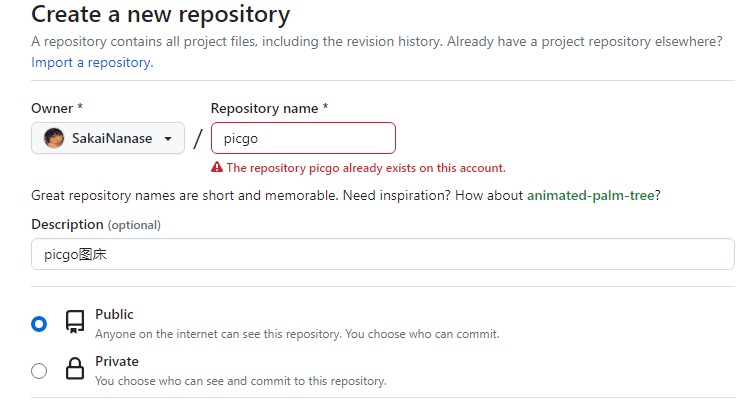 Create a new repository
A repository contains all project files, including the revision history. Already have a project repository elsewhere?
Import a repository.
Owner * Repository name *
SakaiNanase / picgo
The repository picgo already exists on this account.
Great repository names are short and memorable. Need inspiration? How about animated-palm-tree?
Description (optional)
picgo图床
Public
Anyone on the internet can see this repository. You choose who can commit.
Private
You choose who can see and commit to this repository.